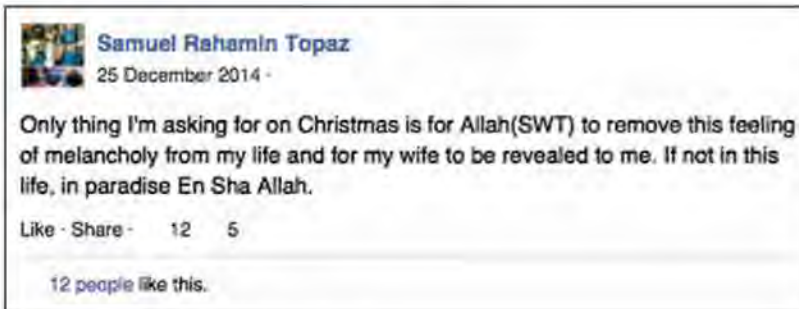 Samuel Rahamin Topaz
25 December 2014 ·
Only thing I'm asking for on Christmas is for Allah(SWT) to remove this feeling
of melancholy from my life and for my wife to be revealed to me. If not in this
life, in paradise En Sha Allah.
Like · Share · 12 5
12 people like this.